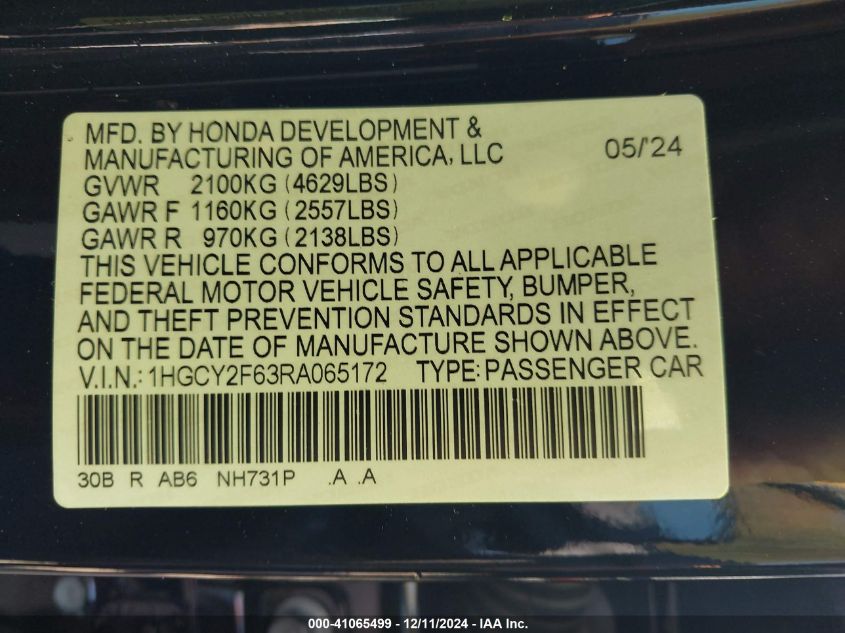 MFD. BY HONDA DEVELOPMENT &
MANUFACTURING OF AMERICA, LLC 05/'24
GVWR 2100KG (4629LBS)
GAWR F 1160KG (2557LBS)
GAWR R 970KG (2138LBS)
THIS VEHICLE CONFORMS TO ALL APPLICABLE
FEDERAL MOTOR VEHICLE SAFETY, BUMPER,
AND THEFT PREVENTION STANDARDS IN EFFECT
ON THE DATE OF MANUFACTURE SHOWN ABOVE.
V.I.N.: 1HGCY2F63RA065172 TYPE: PASSENGER CAR
30B R AB6 NH731P .A .A
000-41065499 - 12/11/2024 - IAA Inc.